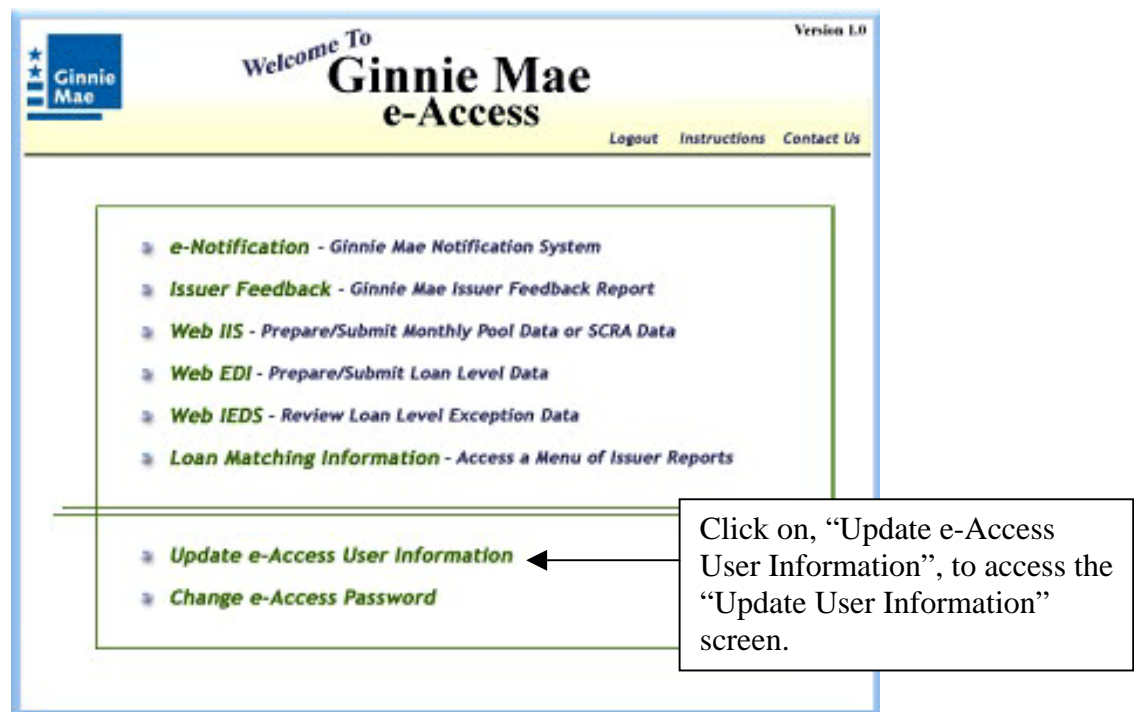 Version 1.0
Ginnie
Mae
Welcome To
Ginnie Mae
e-Access
Logout Instructions Contact Us
e-Notification - Ginnie Mae Notification System
Issuer Feedback - Ginnie Mae Issuer Feedback Report
Web IIS - Prepare/Submit Monthly Pool Data or SCRA Data
Web EDI - Prepare/Submit Loan Level Data
Web IEDS - Review Loan Level Exception Data
Loan Matching Information - Access a Menu of Issuer Reports
Update e-Access User Information
Change e-Access Password
Click on, “Update e-Access
User Information”, to access the
“Update User Information”
screen.